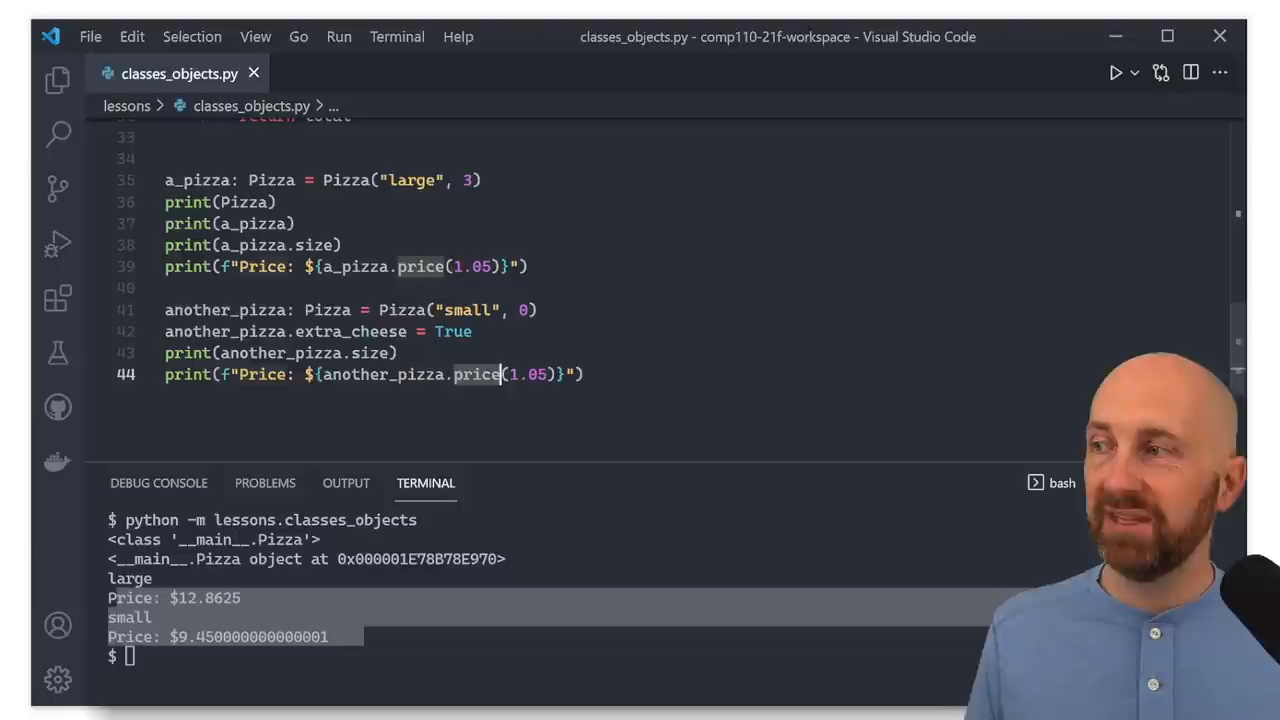 File Edit Selection View Go Run Terminal Help classes_objects.py - comp110-21f-workspace - Visual Studio Code
classes_objects.py
lessons > classes_objects.py > ...
return total
33
34
35 a_pizza: Pizza = Pizza("large", 3)
36 print(Pizza)
37 print(a_pizza)
38 print(a_pizza.size)
39 print(f"Price: ${a_pizza.price(1.05)}")
40
41 another_pizza: Pizza = Pizza("small", 0)
42 another_pizza.extra_cheese = True
43 print(another_pizza.size)
44 print(f"Price: ${another_pizza.price(1.05)}")
DEBUG CONSOLE PROBLEMS OUTPUT TERMINAL bash
$ python -m lessons.classes_objects
<class '__main__.Pizza'>
<__main__.Pizza object at 0x000001E78B78E970>
large
Price: $12.8625
small
Price: $9.450000000000001
$